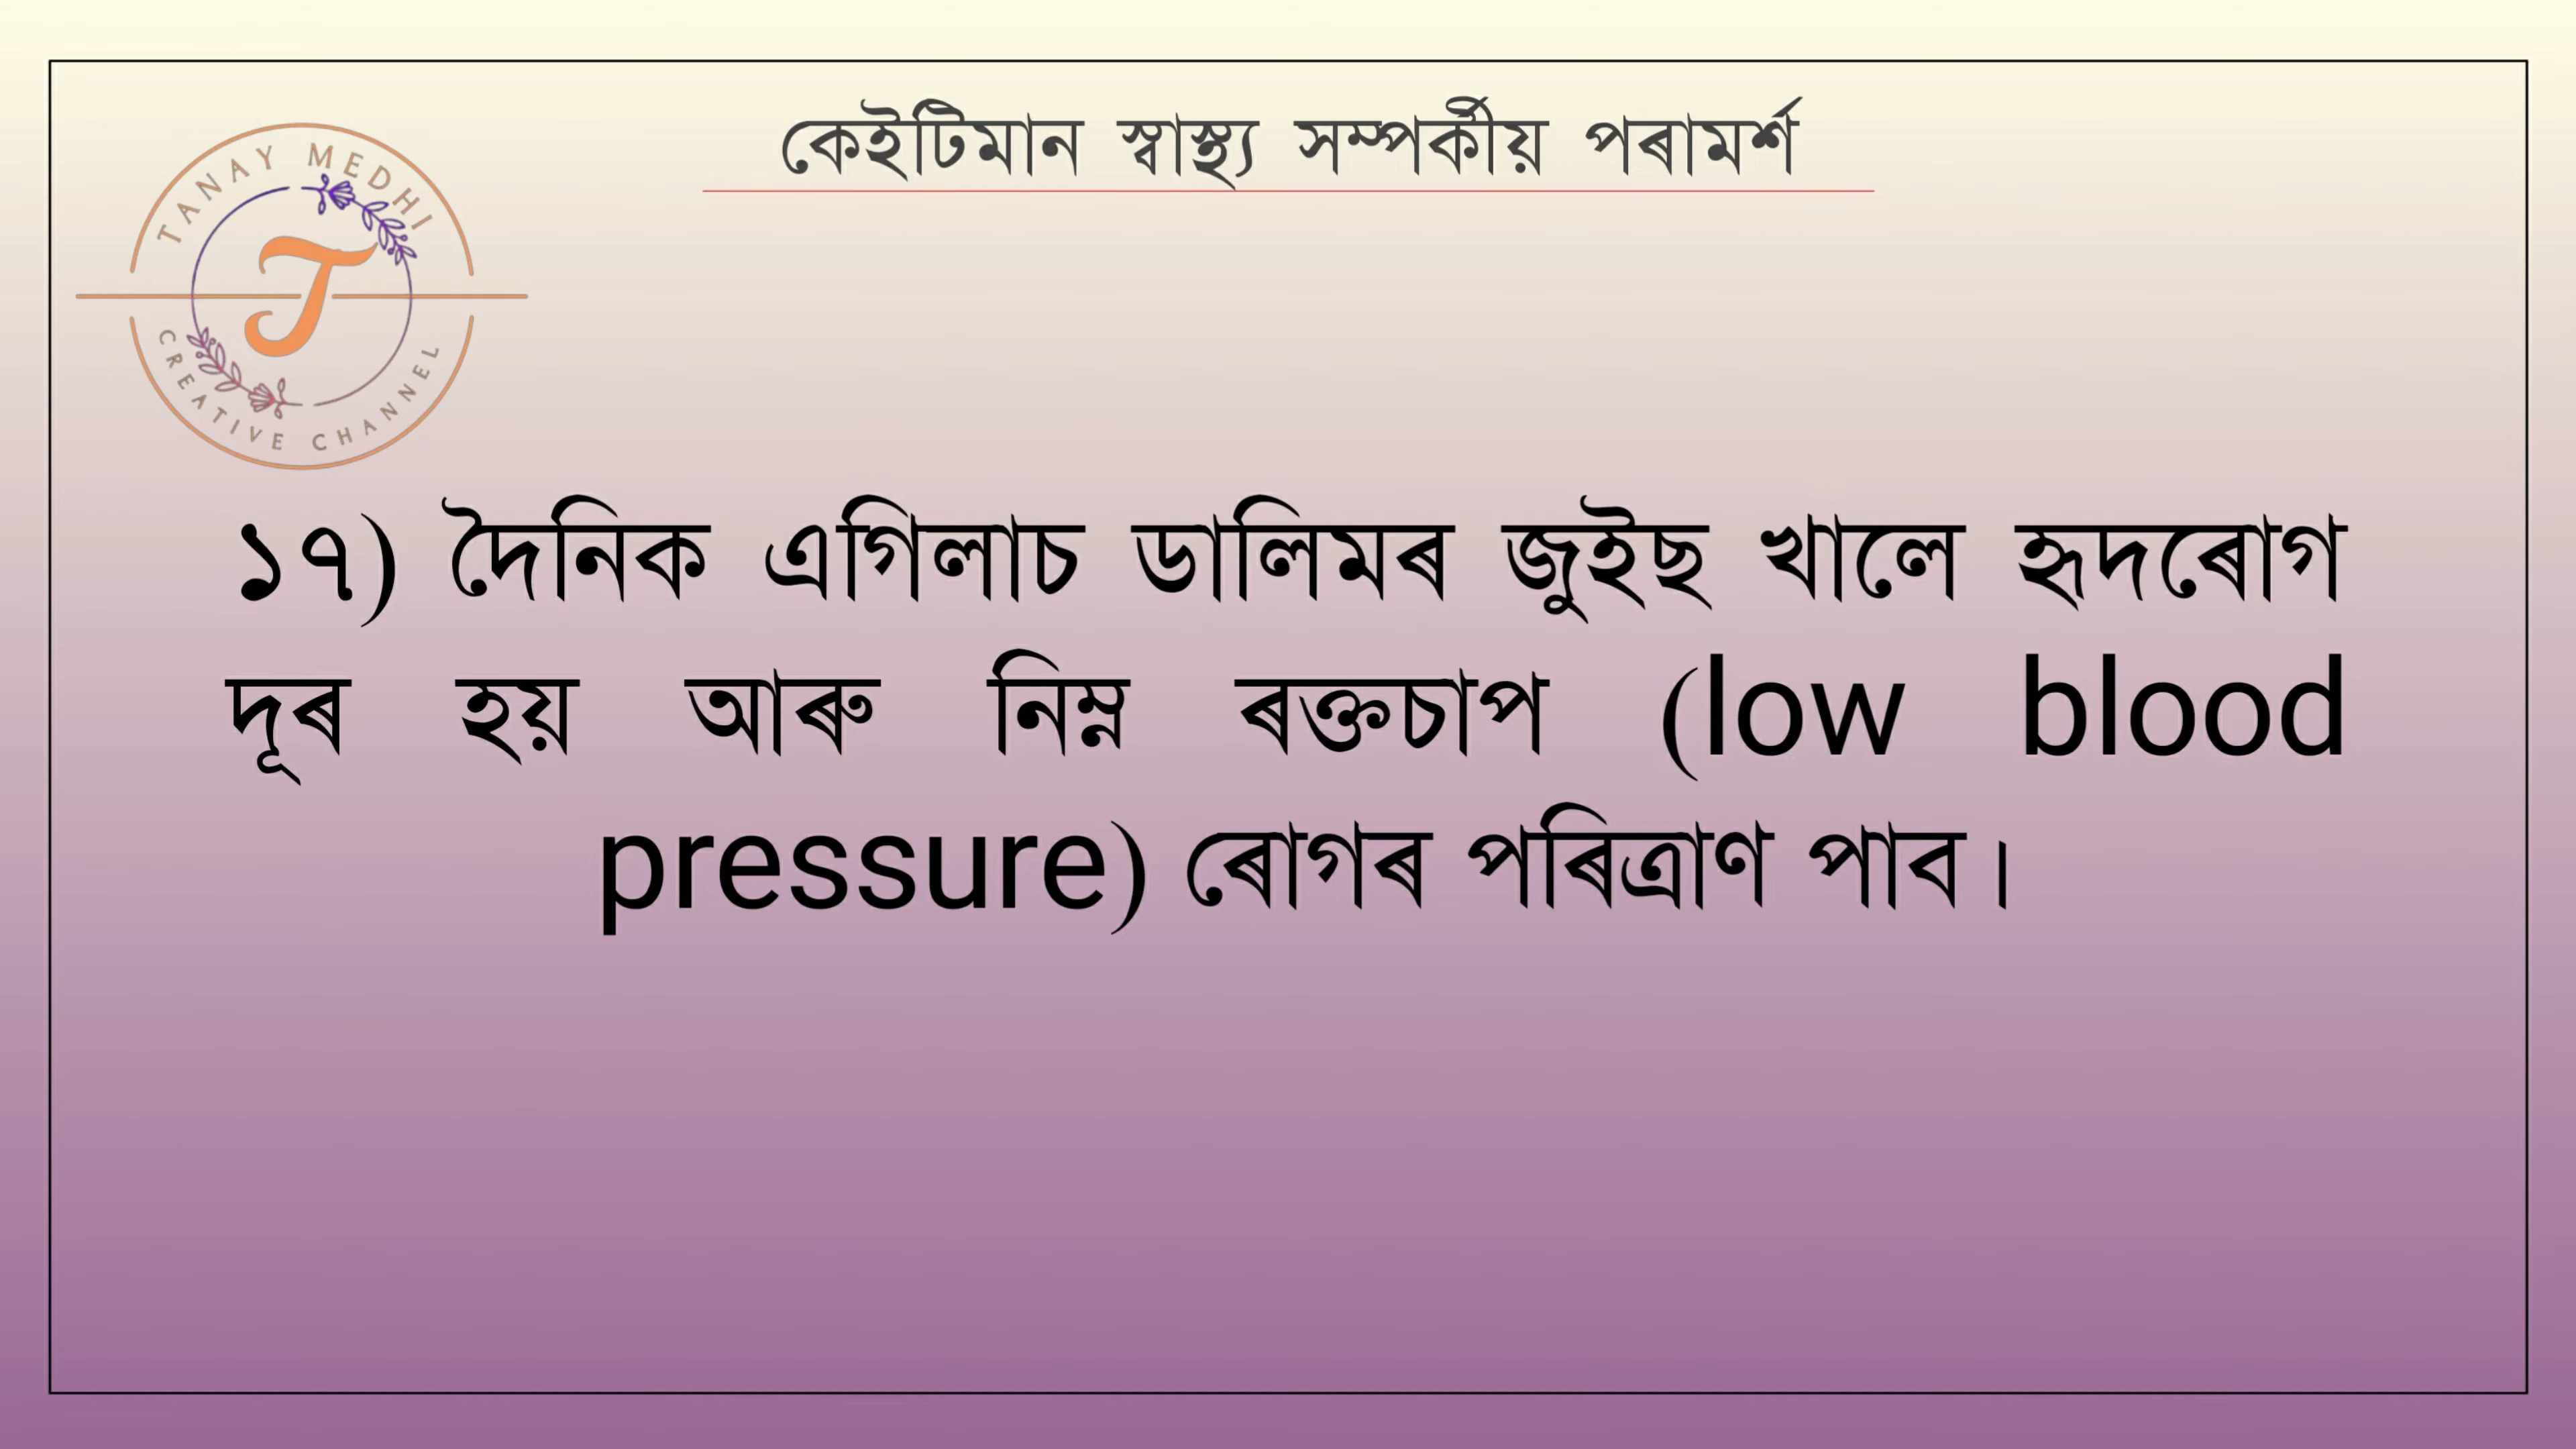 কেইটিমান স্বাস্থ্য সম্পৰ্কীয় পৰামৰ্শ
TANAY MEDHI
T
CREATIVE CHANNEL
১৭) দৈনিক এগিলাচ ডালিমৰ জুইছ খালে হৃদৰোগ
দূৰ হয় আৰু নিম্ন ৰক্তচাপ (low blood
pressure) ৰোগৰ পৰিত্ৰাণ পাব।